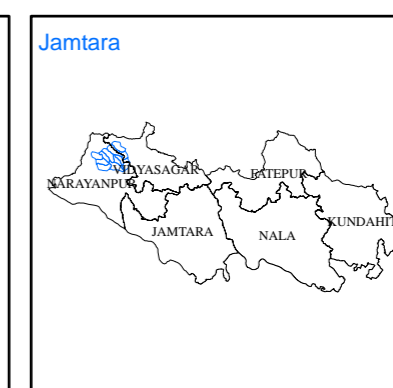 Jamtara
VIDYASAGAR
FATEPUR
NARAYANPUR
KUNDAHIT
JAMTARA
NALA